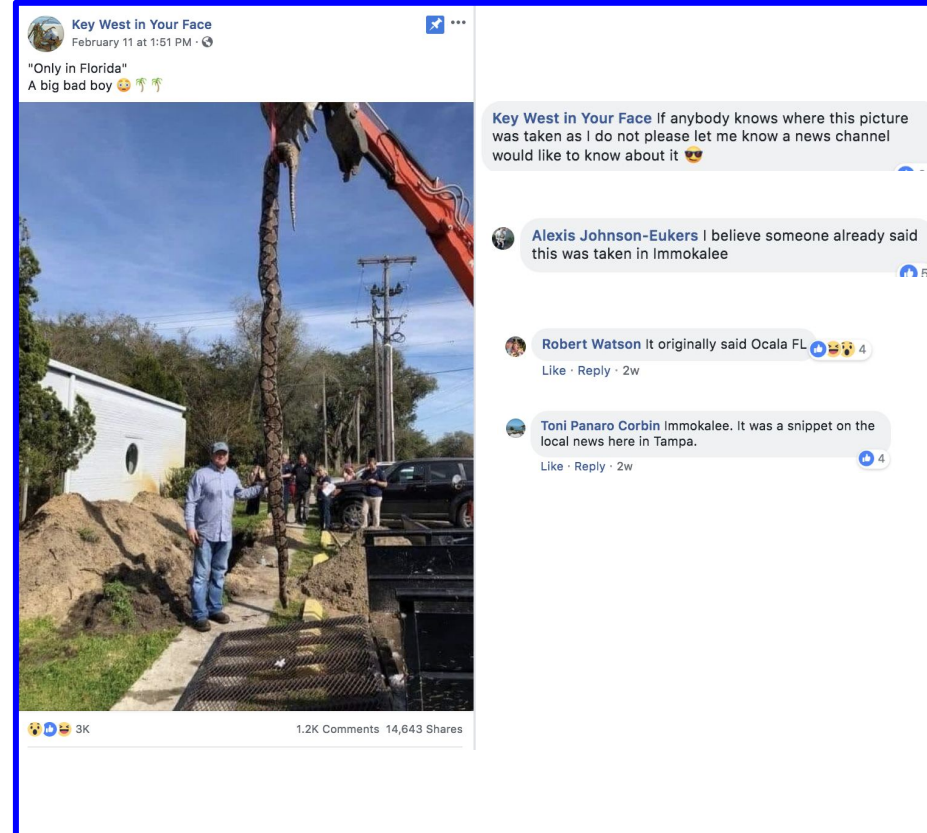 Key West in Your Face
February 11 at 1:51 PM ·
"Only in Florida"
A big bad boy 😳 🌴 🌴
3K
1.2K Comments 14,643 Shares
Key West in Your Face If anybody knows where this picture
was taken as I do not please let me know a news channel
would like to know about it 😎
Alexis Johnson-Eukers I believe someone already said
this was taken in Immokalee
5
Robert Watson It originally said Ocala FL
4
Like · Reply · 2w
Toni Panaro Corbin Immokalee. It was a snippet on the
local news here in Tampa.
4
Like · Reply · 2w